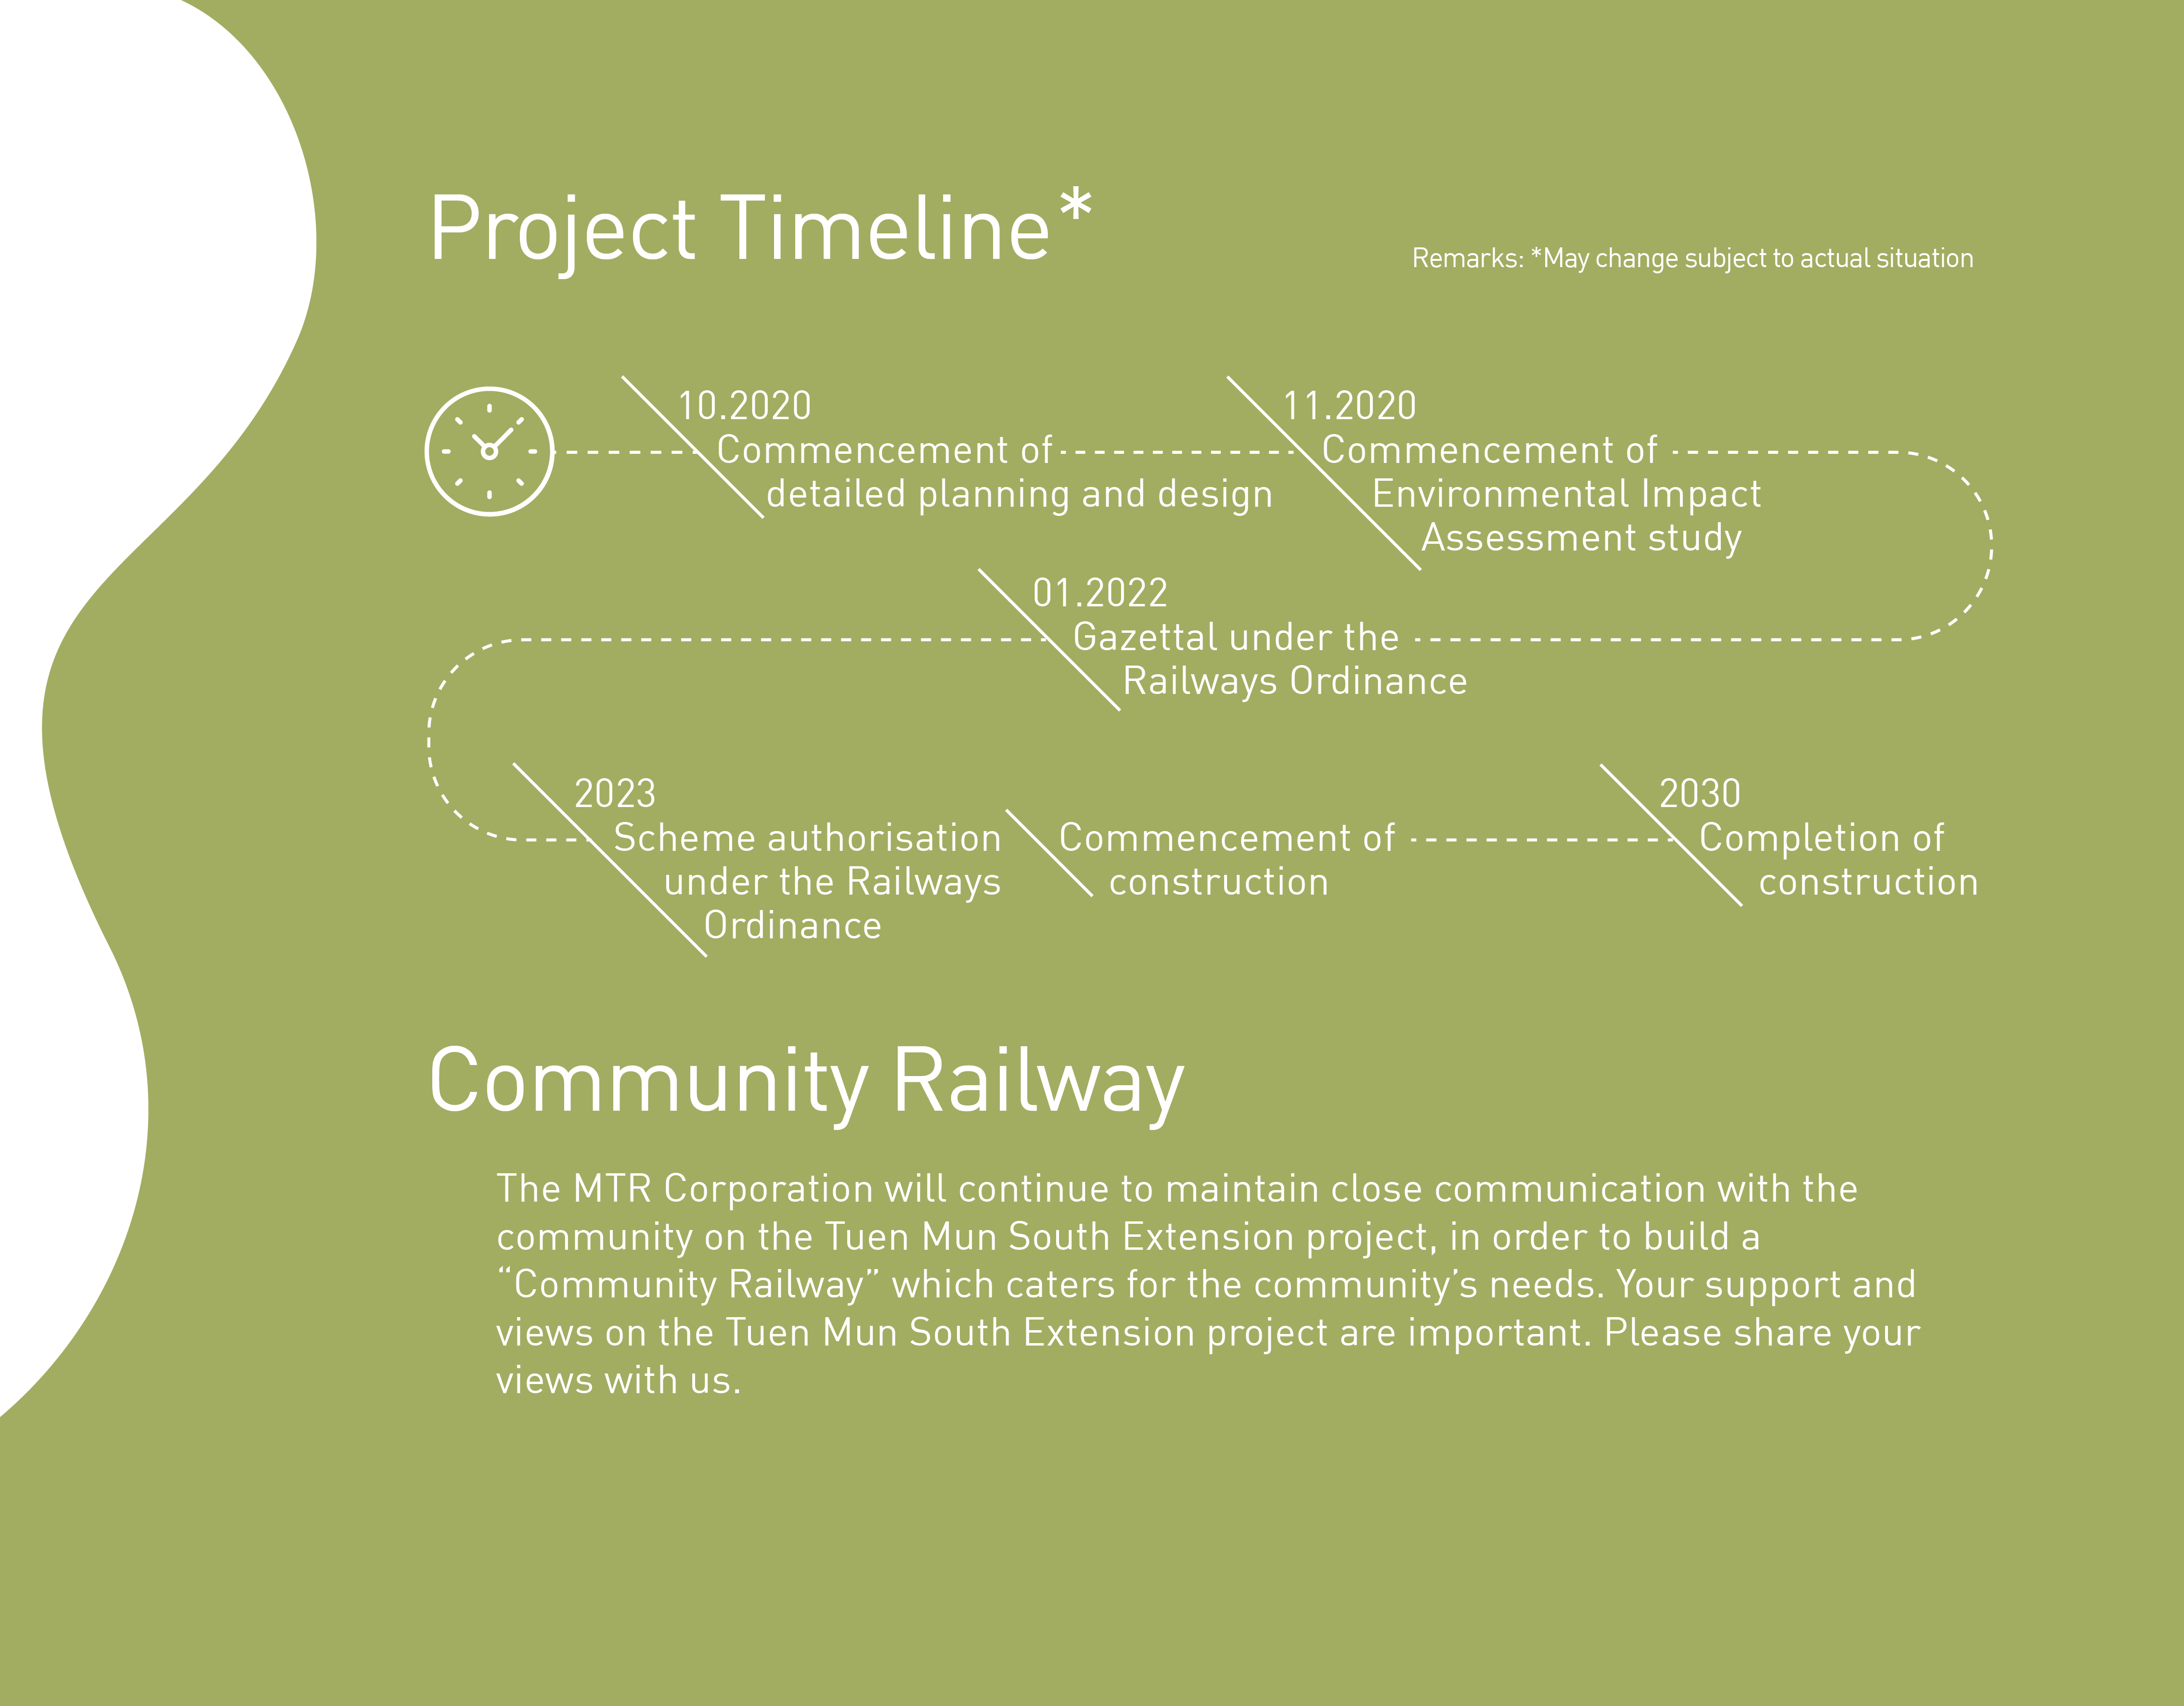 Project Timeline*
Remarks: *May change subject to actual situation
10.2020
Commencement of
detailed planning and design
11.2020
Commencement of
Environmental Impact
Assessment study
01.2022
Gazettal under the
Railways Ordinance
2023
Scheme authorisation
under the Railways
Ordinance
Commencement of
construction
2030
Completion of
construction
Community Railway
The MTR Corporation will continue to maintain close communication with the
community on the Tuen Mun South Extension project, in order to build a
“Community Railway” which caters for the community’s needs. Your support and
views on the Tuen Mun South Extension project are important. Please share your
views with us.